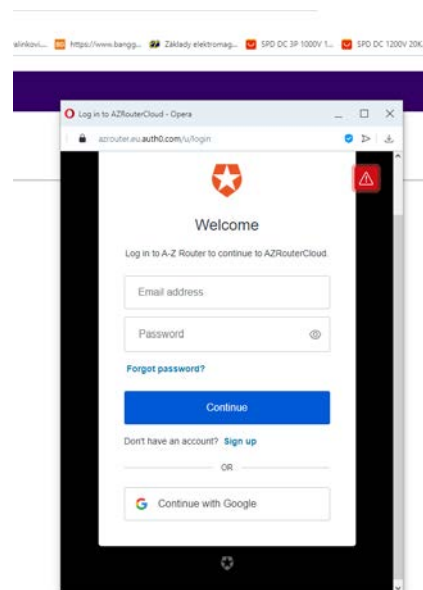 alinkovi... https://www.bangg... Základy elektromag... SPD DC 3P 1000V 1... SPD DC 1200V 20K
Log in to AZRouterCloud - Opera
azrouter.eu.auth0.com/u/login
Welcome
Log in to A-Z Router to continue to AZRouterCloud.
Email address
Password
Forgot password?
Continue
Don't have an account? Sign up
OR
Continue with Google